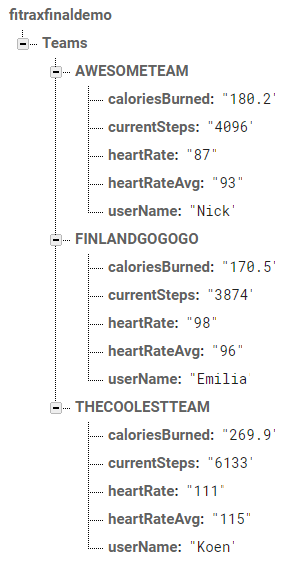 fitraxfinaldemo
Teams
AWESOMETEAM
caloriesBurned: "180.2"
currentSteps: "4096"
heartRate: "87"
heartRateAvg: "93"
userName: "Nick"
FINLANDGOGOGO
caloriesBurned: "170.5"
currentSteps: "3874"
heartRate: "98"
heartRateAvg: "96"
userName: "Emilia"
THECOOLESTTEAM
caloriesBurned: "269.9"
currentSteps: "6133"
heartRate: "111"
heartRateAvg: "115"
userName: "Koen"